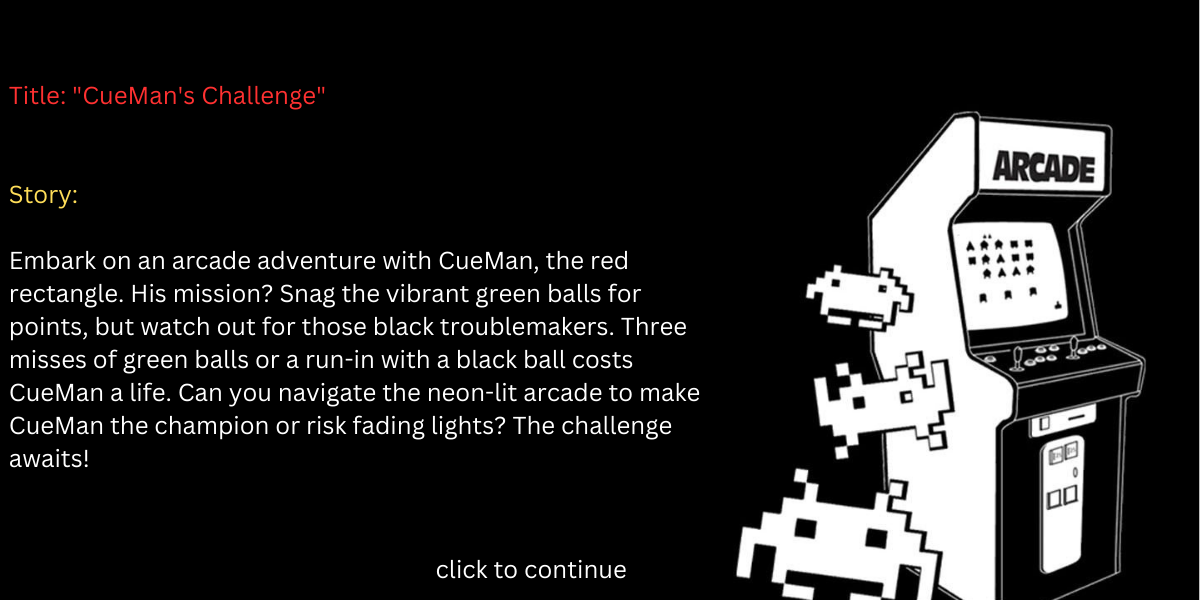 Title: "CueMan's Challenge"
Story:
Embark on an arcade adventure with CueMan, the red
rectangle. His mission? Snag the vibrant green balls for
points, but watch out for those black troublemakers. Three
misses of green balls or a run-in with a black ball costs
CueMan a life. Can you navigate the neon-lit arcade to make
CueMan the champion or risk fading lights? The challenge
awaits!
click to continue
ARCADE